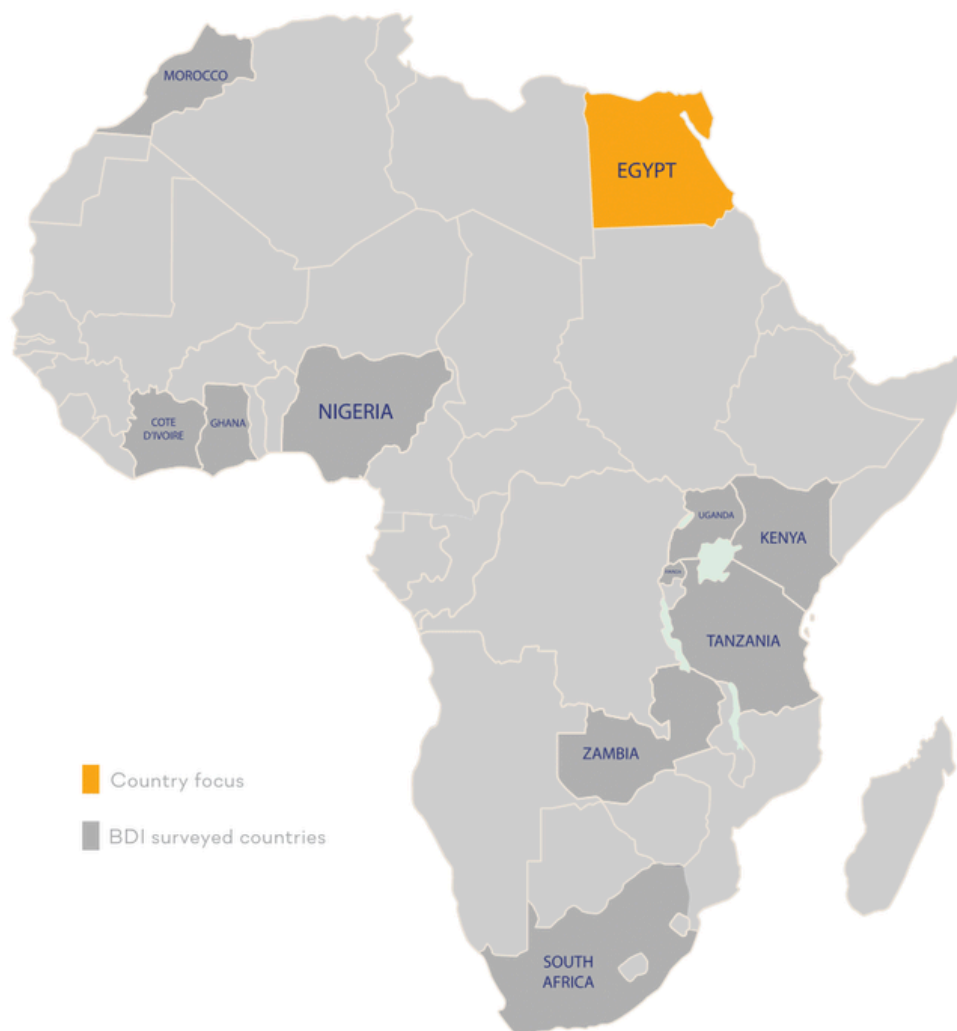 MOROCCO
EGYPT
NIGERIA
COTE
D'IVOIRE
GHANA
UGANDA
KENYA
TANZANIA
ZAMBIA
Country focus
BDI surveyed countries
SOUTH
AFRICA